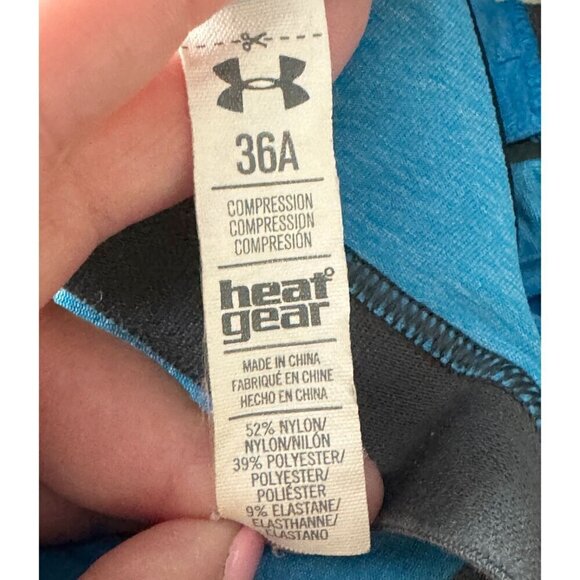 36A
COMPRESSION
COMPRESSION
COMPRESIÓN
heat
gear
MADE IN CHINA
FABRIQUÉ EN CHINE
HECHO EN CHINA
52% NYLON/
NYLON/NILÓN
39% POLYESTER/
POLYESTER/
POLIÉSTER
9% ELASTANE/
ELASTHANNE/
ELASTANO